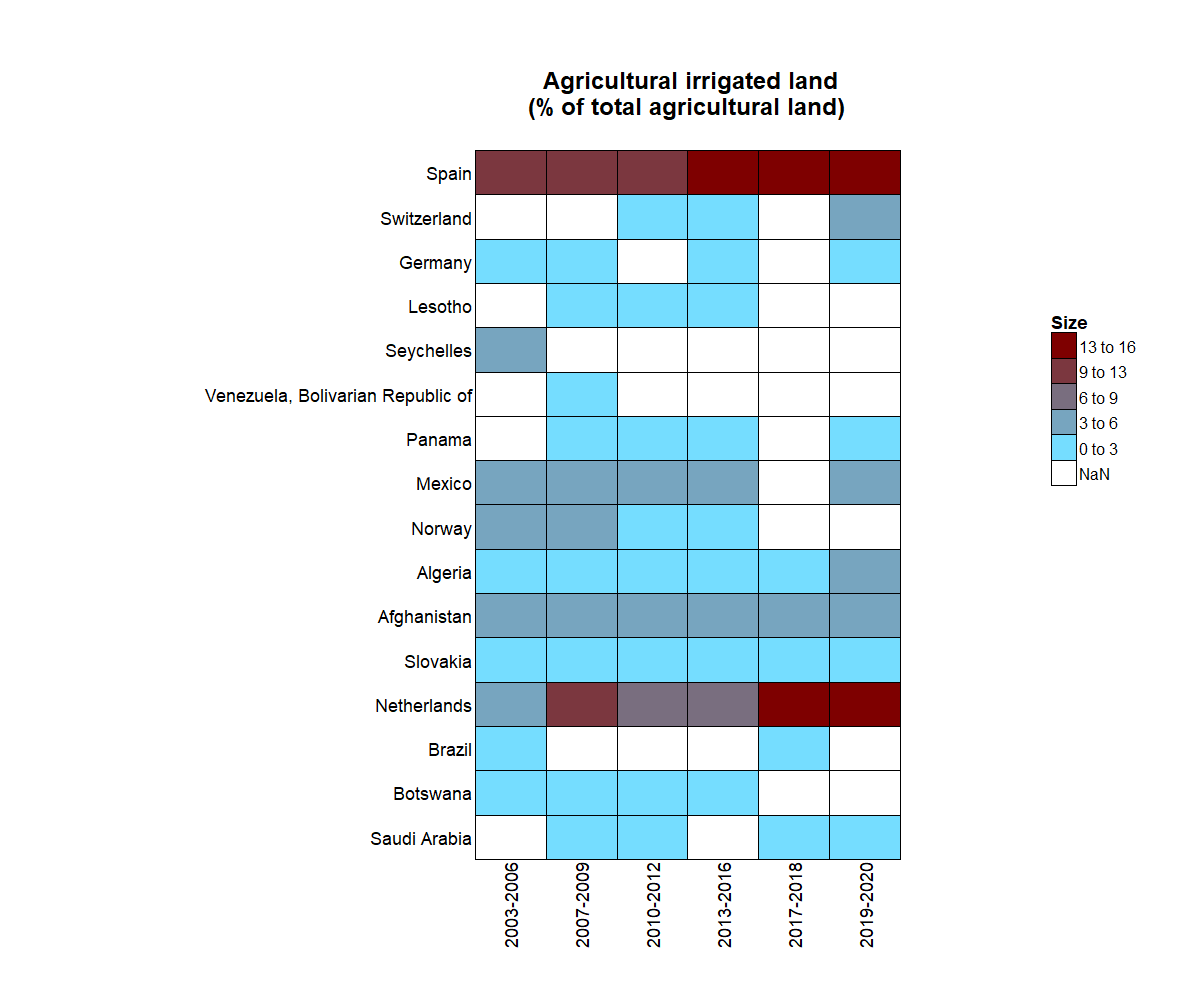 Agricultural irrigated land
(% of total agricultural land)
Spain
Switzerland
Germany
Lesotho
Seychelles
Venezuela, Bolivarian Republic of
Panama
Mexico
Norway
Algeria
Afghanistan
Slovakia
Netherlands
Brazil
Botswana
Saudi Arabia
2003-2006
2007-2009
2010-2012
2013-2016
2017-2018
2019-2020
Size
13 to 16
9 to 13
6 to 9
3 to 6
0 to 3
NaN